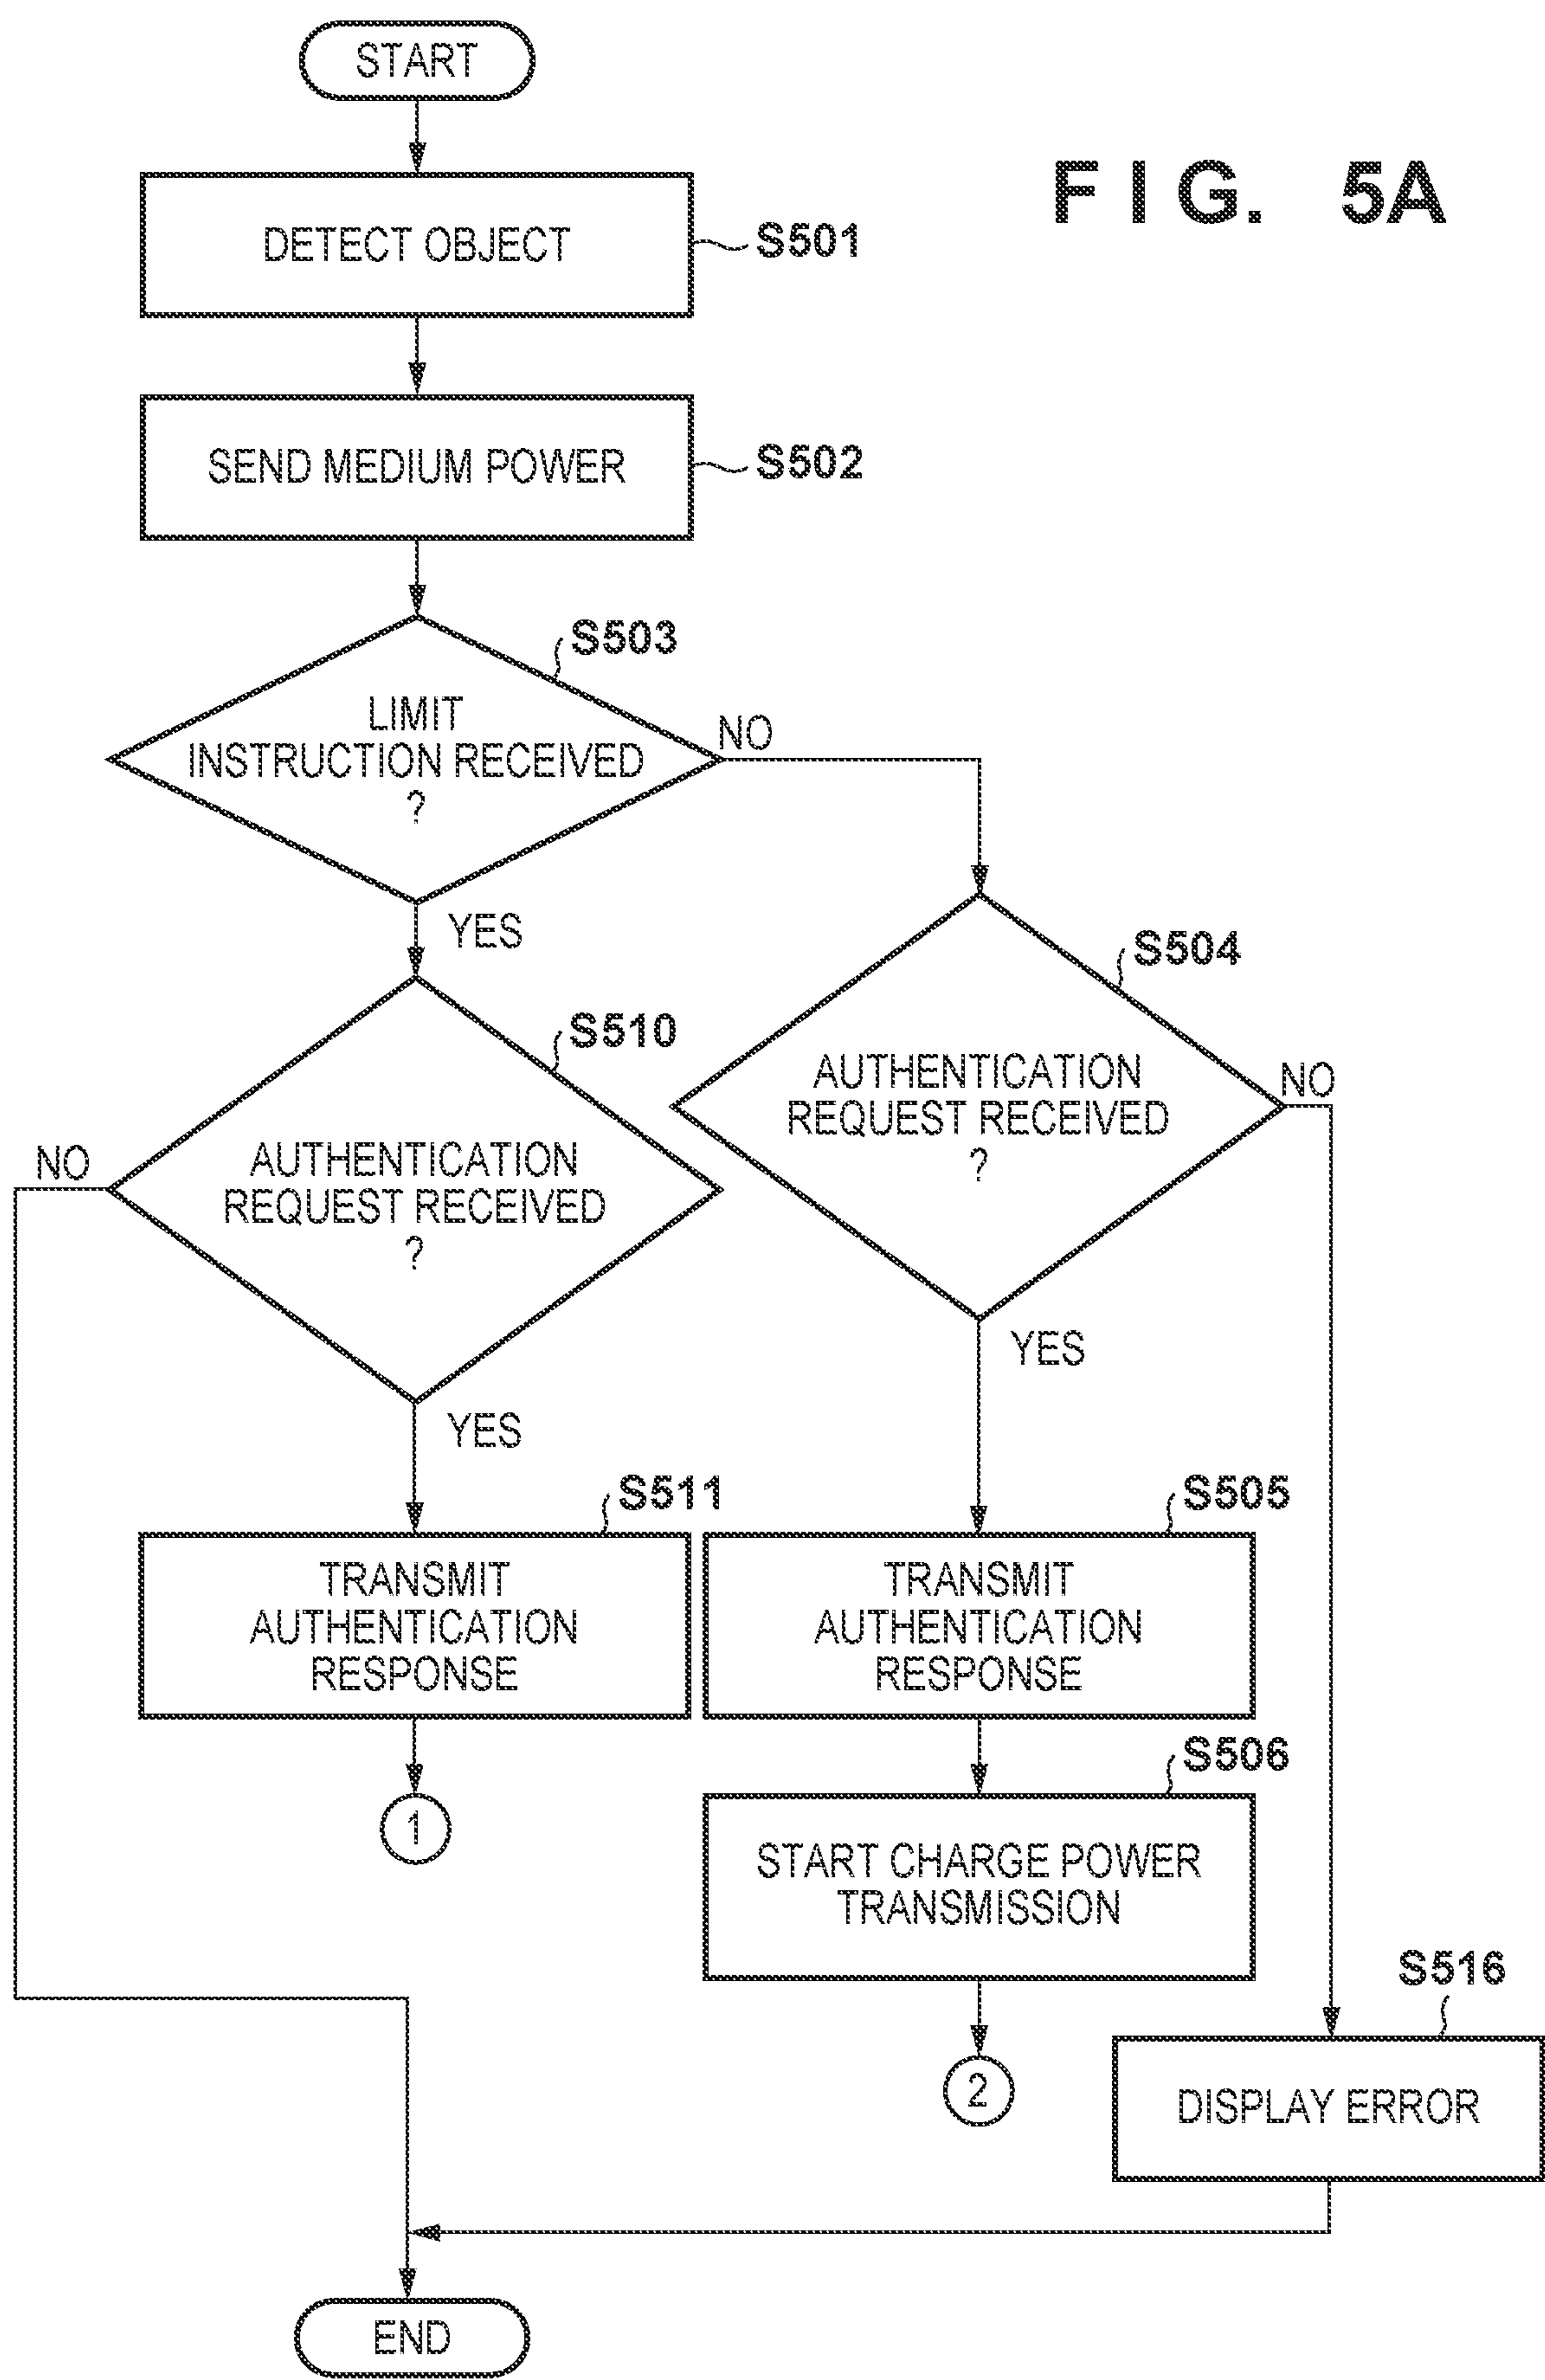 START
FIG. 5A
DETECT OBJECT
S501
SEND MEDIUM POWER
S502
S503
LIMIT
INSTRUCTION RECEIVED
?
NO
YES
S504
AUTHENTICATION
REQUEST RECEIVED
?
NO
YES
S510
AUTHENTICATION
REQUEST RECEIVED
?
NO
YES
S511
TRANSMIT
AUTHENTICATION
RESPONSE
1
S505
TRANSMIT
AUTHENTICATION
RESPONSE
S506
START CHARGE POWER
TRANSMISSION
2
S516
DISPLAY ERROR
END